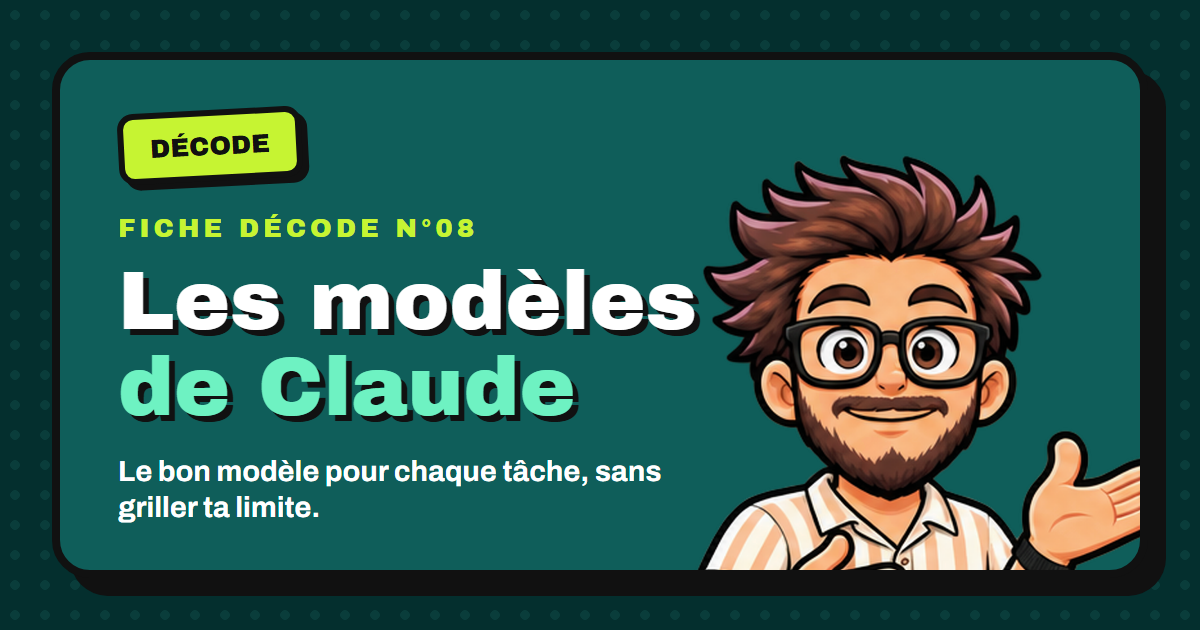 DÉCODE
FICHE DÉCODE N°08
Les modèles
de Claude
Le bon modèle pour chaque tâche, sans
griller ta limite.